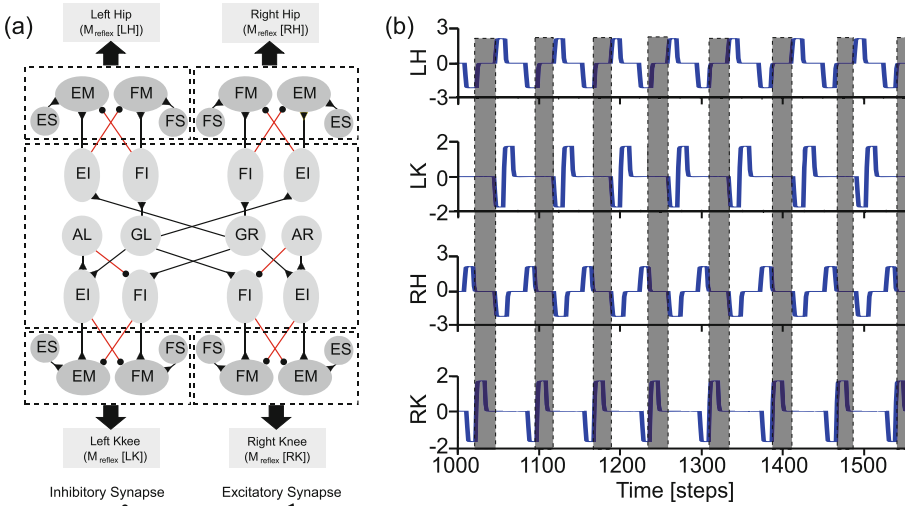 (a)
Left Hip
(M reflex [LH])
Right Hip
(M reflex [RH])
EM FM FM EM
ES FS FS ES
EI FI FI EI
AL GL GR AR
EI FI FI EI
ES FS FS ES
EM FM FM EM
Left Kkee
(M reflex [LK])
Right Knee
(M reflex [RK])
Inhibitory Synapse Excitatory Synapse
(b)
LH
3
0
-3
LK
2
0
-2
RH
3
0
-3
RK
2
0
-2
1000 1100 1200 1300 1400 1500
Time [steps]